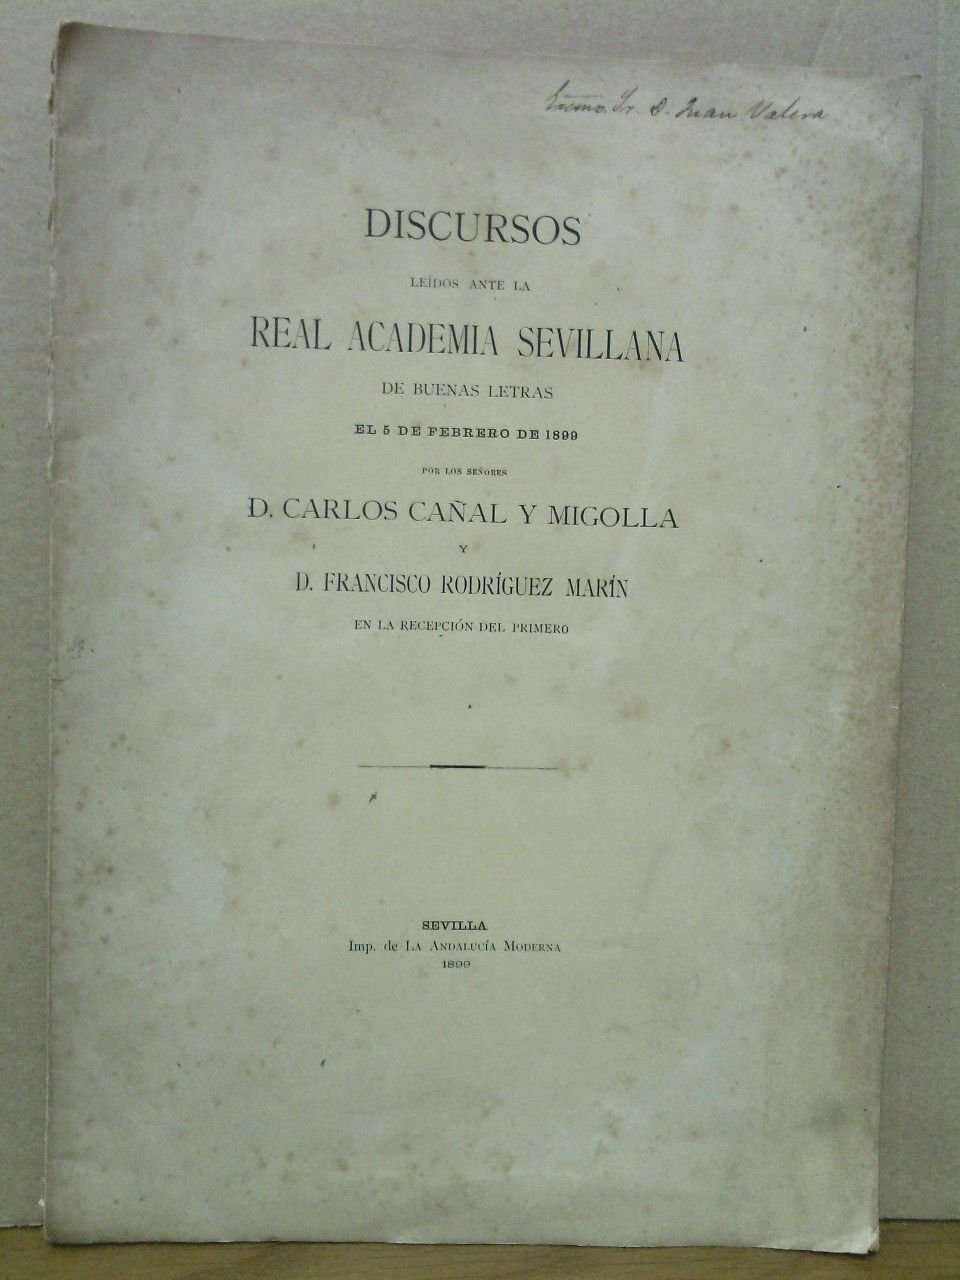 Excmo. Sr. D. Juan Valera
DISCURSOS
LEÍDOS ANTE LA
REAL ACADEMIA SEVILLANA
DE BUENAS LETRAS
EL 5 DE FEBRERO DE 1899
POR LOS SEÑORES
D. CARLOS CAÑAL Y MIGOLLA
Y
D. FRANCISCO RODRÍGUEZ MARÍN
EN LA RECEPCIÓN DEL PRIMERO
SEVILLA
Imp. de LA ANDALUCÍA MODERNA
1899